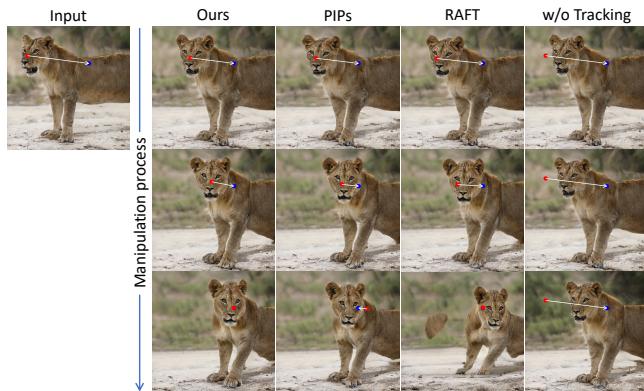 Input
Ours
PIPs
RAFT
w/o Tracking
Manipulation process